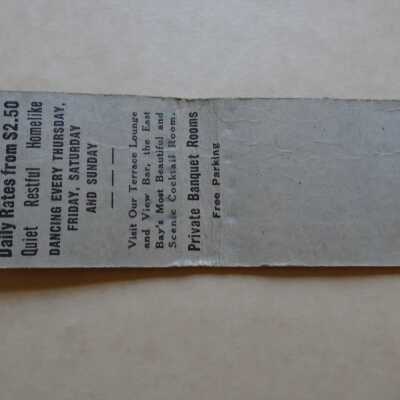 Daily Rates from $2.50
Quiet Restful Homelike
DANCING EVERY THURSDAY,
FRIDAY, SATURDAY
AND SUNDAY
Visit Our Terrace Lounge
and View Bar, the East
Bay's Most Beautiful and
Scenic Cocktail Room.
Private Banquet Rooms
Free Parking